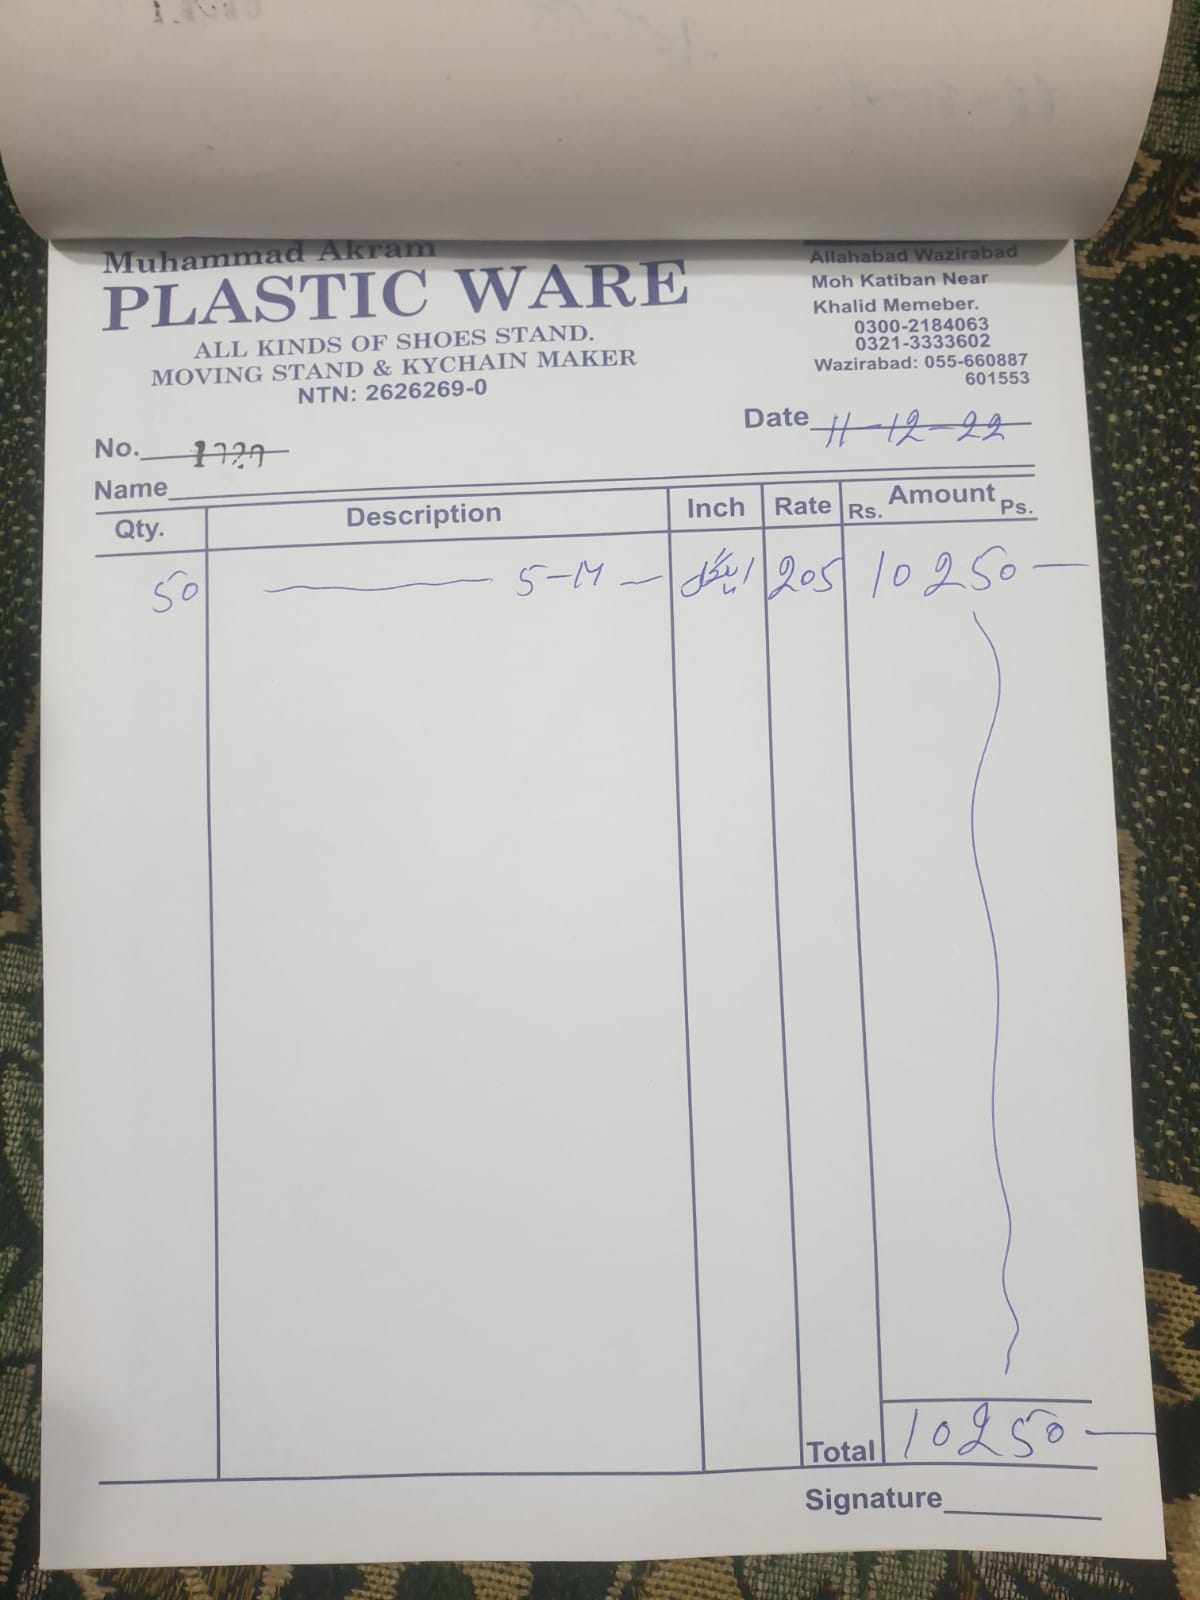 Muhammad Akram
PLASTIC WARE
ALL KINDS OF SHOES STAND.
MOVING STAND & KYCHAIN MAKER
NTN: 2626269-0
Allahabad Wazirabad
Moh Katiban Near
Khalid Memeber.
0300-2184063
0321-3333602
Wazirabad: 055-660887
601553
No. 1729
Date 11-12-22
Name
Qty. Description Inch Rate Rs. Amount Ps.
50 5-M 205 10250
Total 10250
Signature